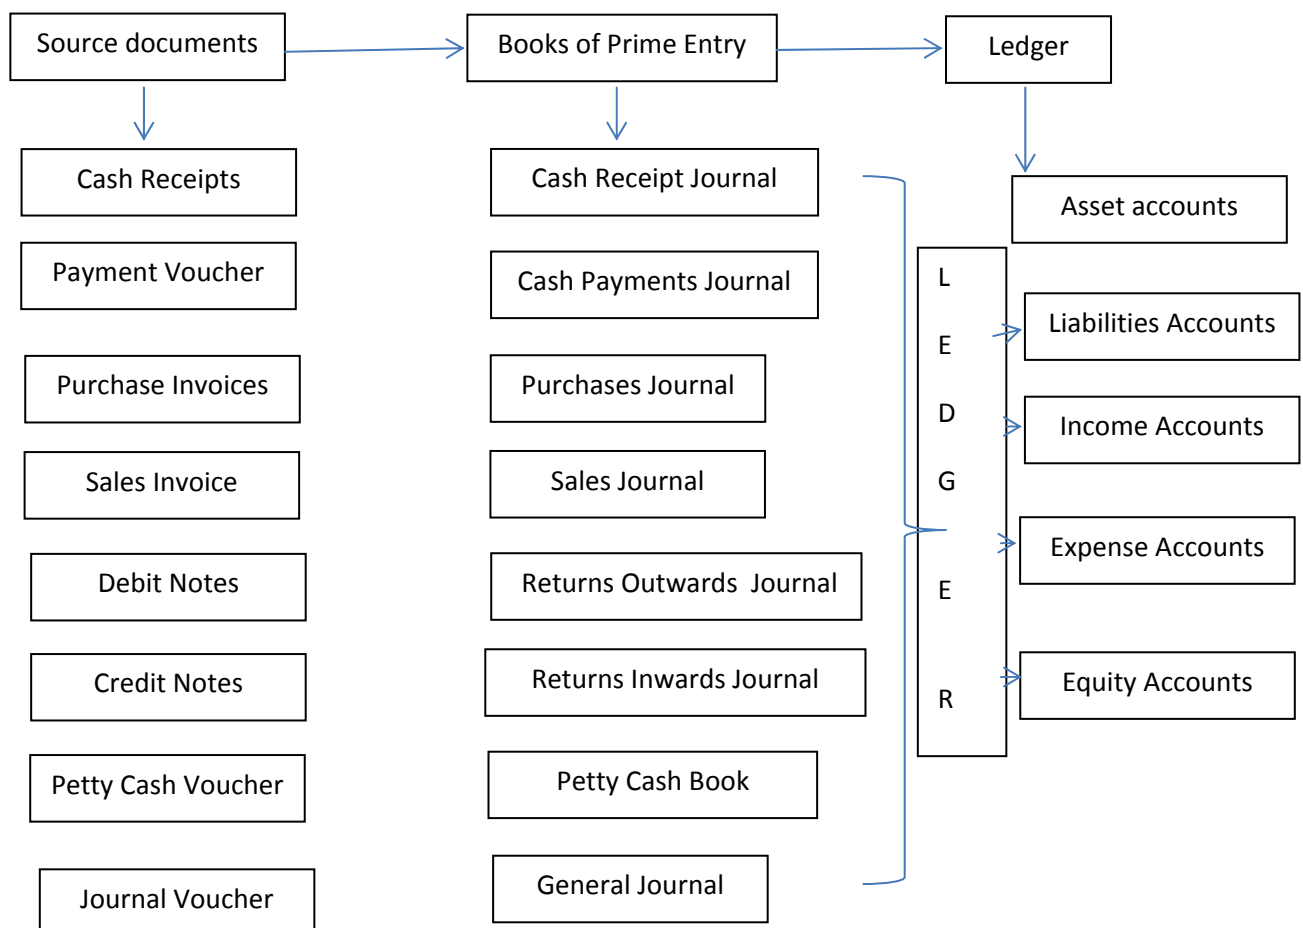 Source documents
Books of Prime Entry
Ledger
Cash Receipts
Cash Receipt Journal
Asset accounts
Payment Voucher
Cash Payments Journal
Liabilities Accounts
Purchase Invoices
Purchases Journal
Income Accounts
Sales Invoice
Sales Journal
Expense Accounts
Debit Notes
Returns Outwards  Journal
Credit Notes
Returns Inwards Journal
Equity Accounts
Petty Cash Voucher
Petty Cash Book
Journal Voucher
General Journal
L
E
D
G
E
R